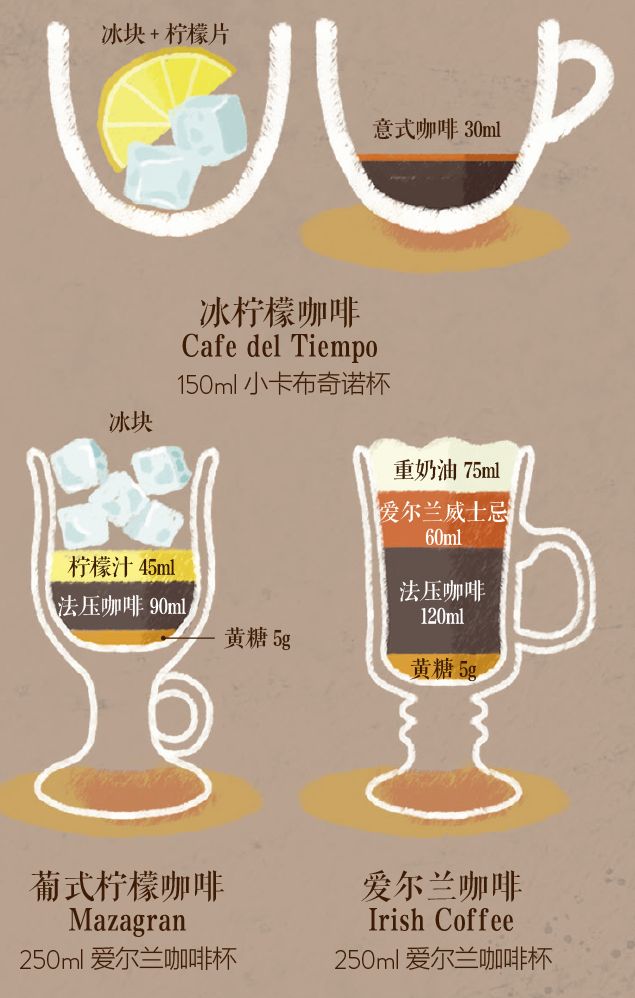 冰块 + 柠檬片
意式咖啡 30ml
冰柠檬咖啡
Cafe del Tiempo
150ml 小卡布奇诺杯
冰块
柠檬汁 45ml
法压咖啡 90ml
黄糖 5g
葡式柠檬咖啡
Mazagran
250ml 爱尔兰咖啡杯
重奶油 75ml
爱尔兰威士忌
60ml
法压咖啡
120ml
黄糖 5g
爱尔兰咖啡
Irish Coffee
250ml 爱尔兰咖啡杯